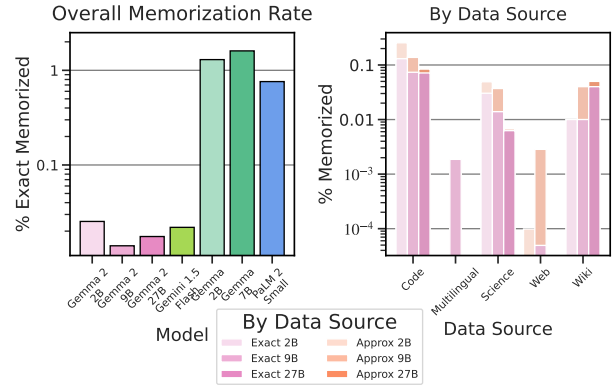 Overall Memorization Rate
% Exact Memorized
1
0.1
Gemma 2
2B
Gemma 2
9B
Gemma 2
27B
Gemini 1.5
Flash
Gemma
2B
Gemma
7B
PaLM 2
Small
Model
By Data Source
% Memorized
0.1
0.01
10⁻³
10⁻⁴
Code
Multilingual
Science
Web
Wiki
Data Source
By Data Source
Exact 2B
Exact 9B
Exact 27B
Approx 2B
Approx 9B
Approx 27B